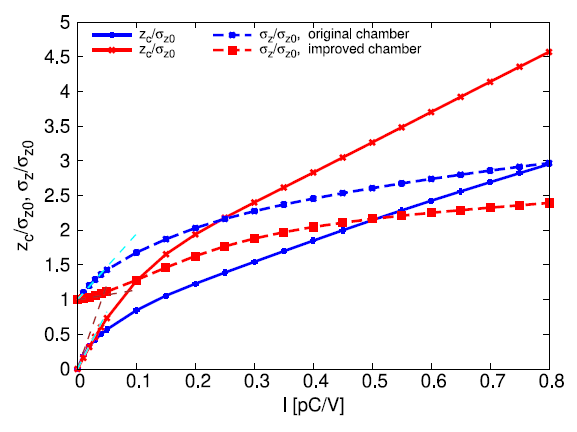 z_c/σ_z0 σ_z/σ_z0, original chamber
z_c/σ_z0 σ_z/σ_z0, improved chamber
z_c/σ_z0, σ_z/σ_z0
5
4.5
4
3.5
3
2.5
2
1.5
1
0.5
0
0 0.1 0.2 0.3 0.4 0.5 0.6 0.7 0.8
I [pC/V]